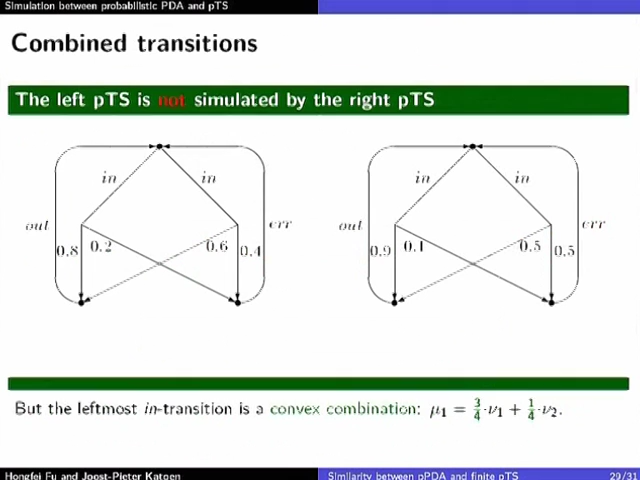 Simulation between probabilistic PDA and pTS
Combined transitions
The left pTS is not simulated by the right pTS
in in
out err
0.8 0.2 0.6 0.4
in in
out err
0.9 0.1 0.5 0.5
But the leftmost in-transition is a convex combination: μ₁ = 3/4·ν₁ + 1/4·ν₂.
Hongfei Fu and Joost-Pieter Katoen
Similarity between pPDA and finite pTS
29/31